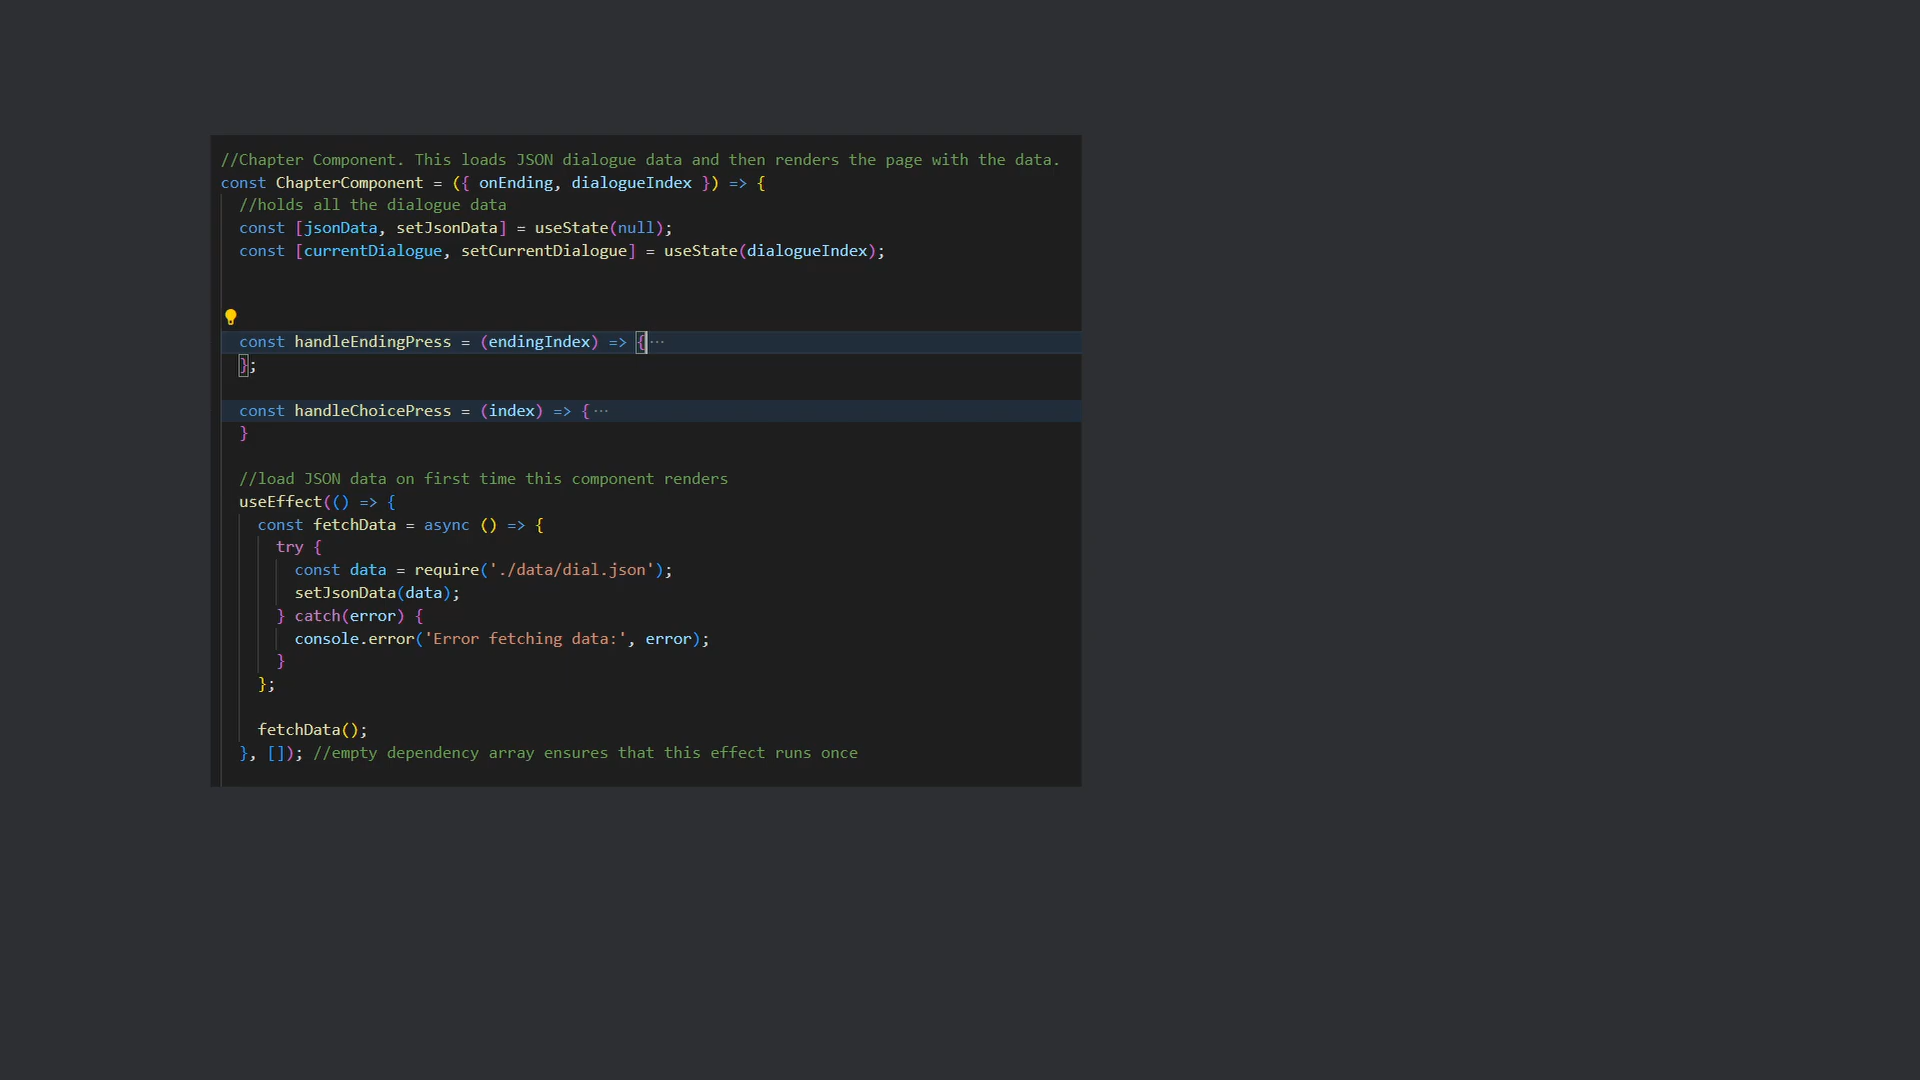 //Chapter Component. This loads JSON dialogue data and then renders the page with the data.
const ChapterComponent = ({ onEnding, dialogueIndex }) => {
  //holds all the dialogue data
  const [jsonData, setJsonData] = useState(null);
  const [currentDialogue, setCurrentDialogue] = useState(dialogueIndex);
  const handleEndingPress = (endingIndex) => {···
  };
  const handleChoicePress = (index) => {···
  }
  //load JSON data on first time this component renders
  useEffect(() => {
    const fetchData = async () => {
      try {
        const data = require('./data/dial.json');
        setJsonData(data);
      } catch(error) {
        console.error('Error fetching data:', error);
      }
    };
    fetchData();
  }, []); //empty dependency array ensures that this effect runs once